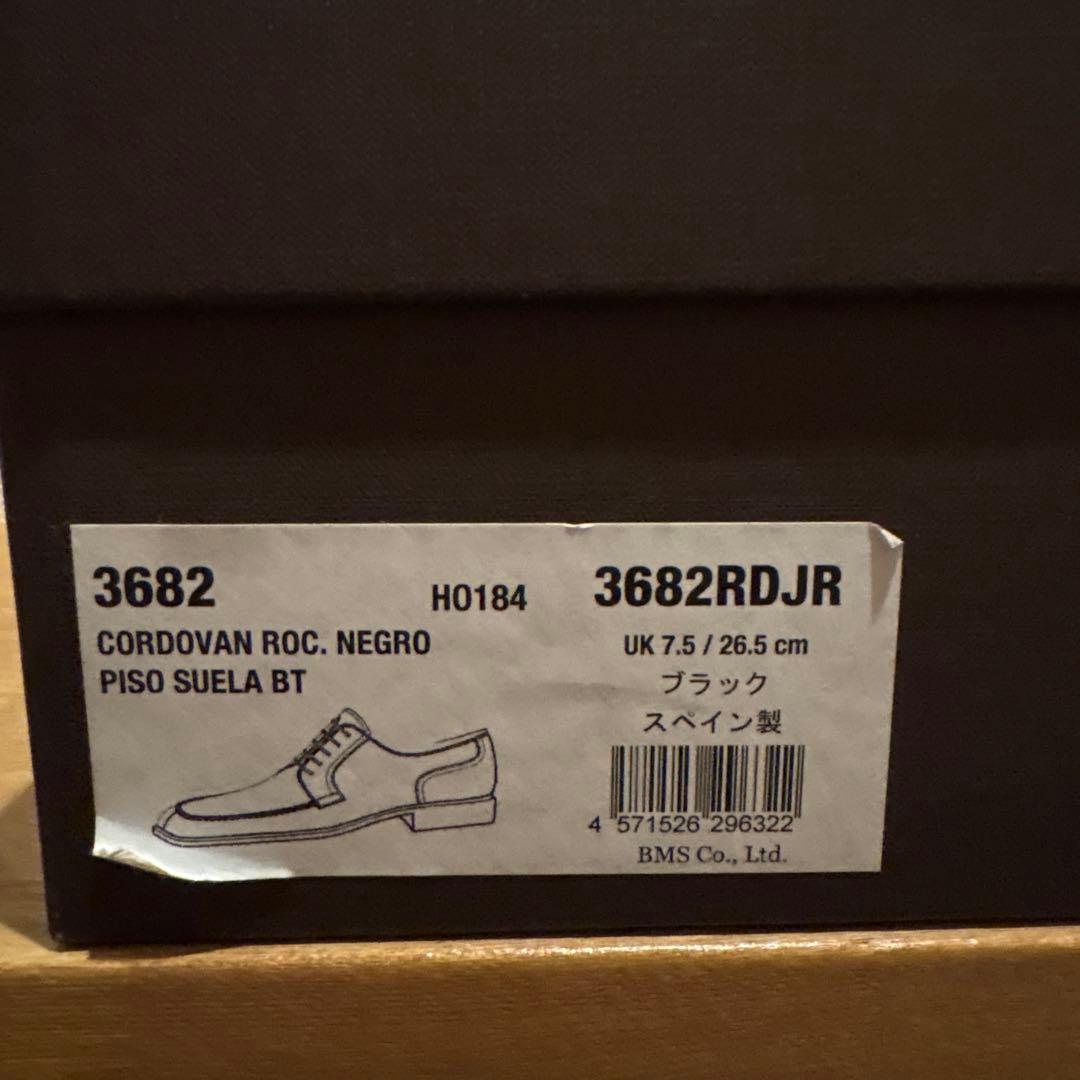 3682
HO184
CORDOVAN ROC. NEGRO
PISO SUELA BT
3682RDJR
UK 7.5 / 26.5 cm
ブラック
スペイン製
4 571526 296322
BMS Co., Ltd.